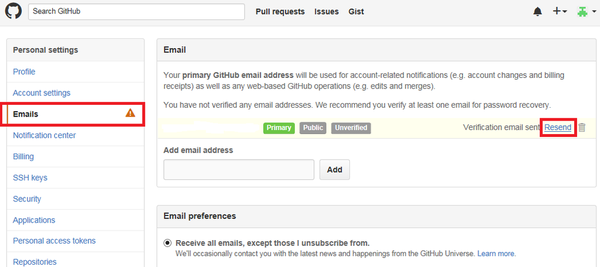 Search GitHub
Pull requests Issues Gist
Personal settings
Profile
Account settings
Emails
Notification center
Billing
SSH keys
Security
Applications
Personal access tokens
Repositories
Email
Your primary GitHub email address will be used for account-related notifications (e.g. account changes and billing
receipts) as well as any web-based GitHub operations (e.g. edits and merges).
You have not verified any email addresses. We recommend you verify at least one email for password recovery.
Primary Public Unverified Verification email sent Resend
Add email address
Add
Email preferences
Receive all emails, except those I unsubscribe from.
We'll occasionally contact you with the latest news and happenings from the GitHub Universe. Learn more.